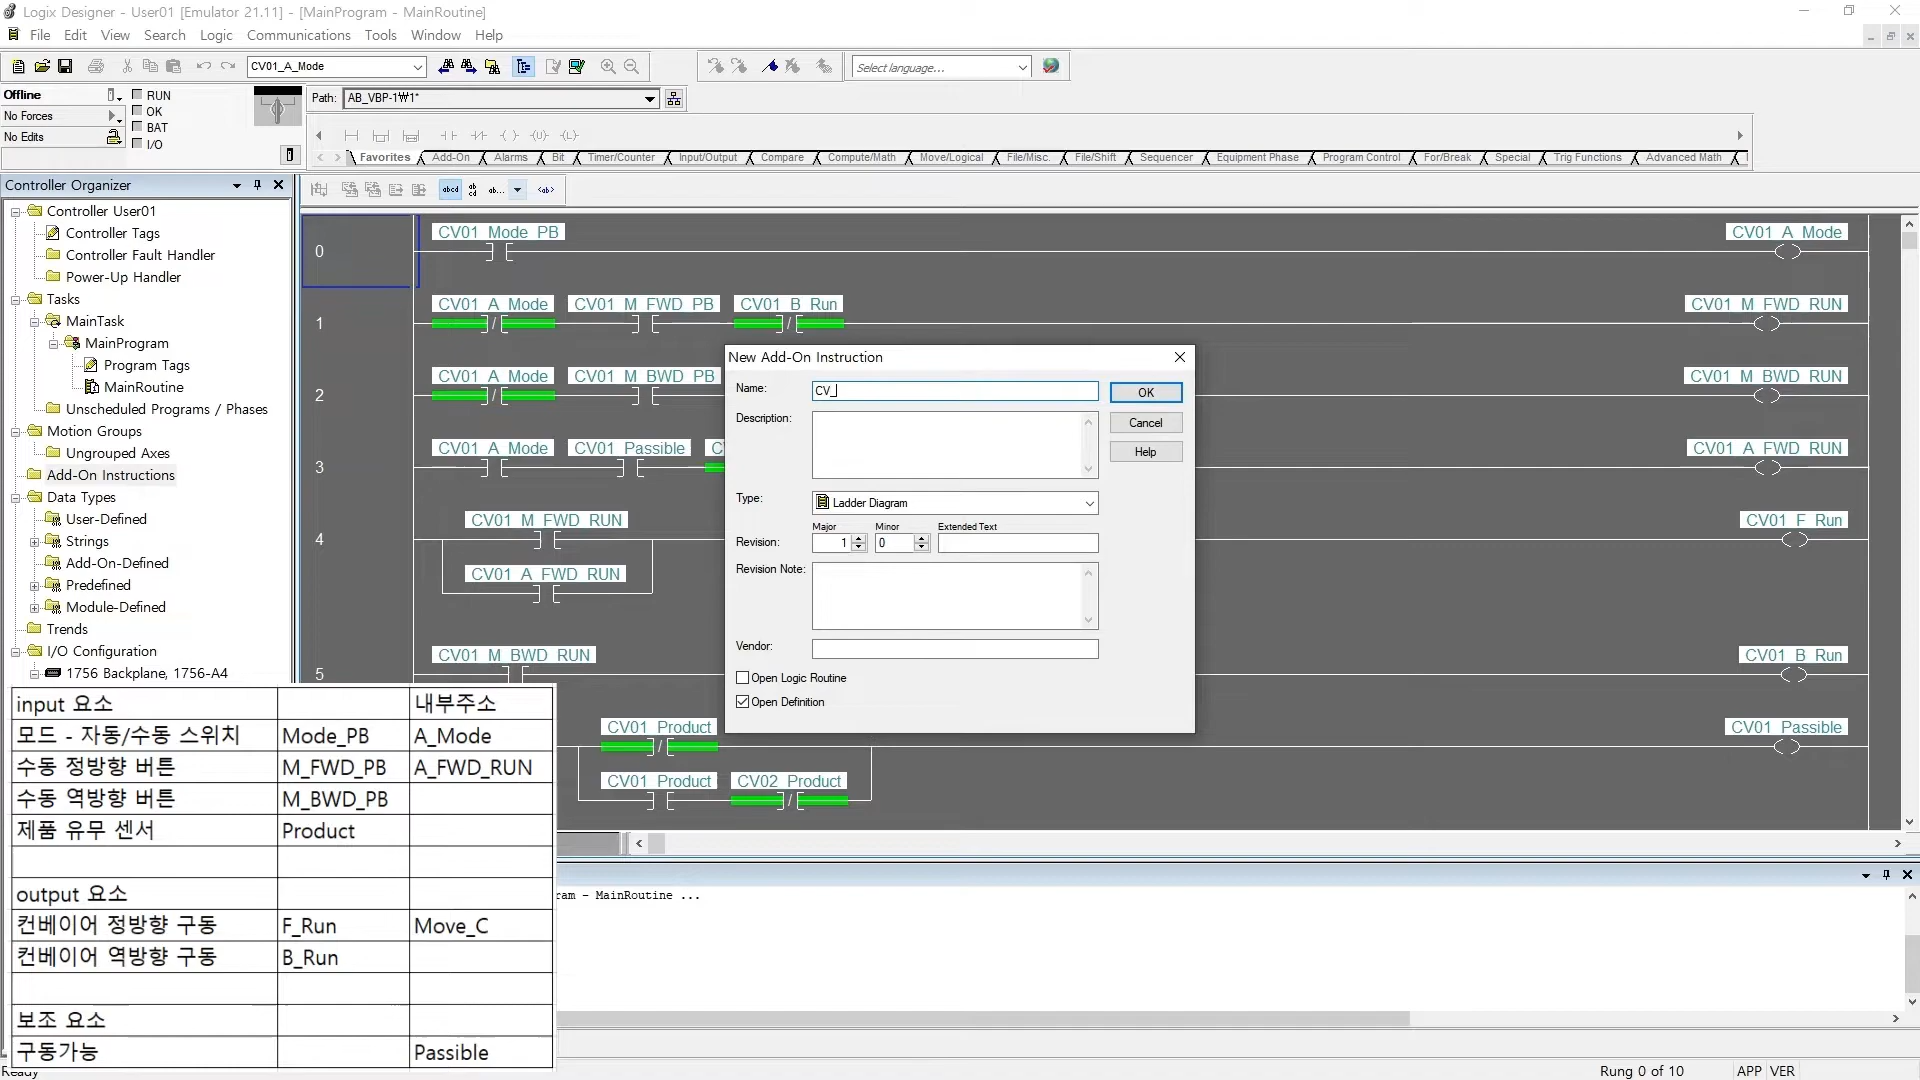 Logix Designer - User01 [Emulator 21.11] - [MainProgram - MainRoutine]
File Edit View Search Logic Communications Tools Window Help
CV01_A_Mode
Select language...
Offline
RUN
Path: AB_VBP-1₩1*
No Forces
OK
No Edits
BAT
I/O
Favorites Add-On Alarms Bit Timer/Counter Input/Output Compare Compute/Math Move/Logical File/Misc. File/Shift Sequencer Equipment Phase Program Control For/Break Special Trig Functions Advanced Math
Controller Organizer
Controller User01
Controller Tags
Controller Fault Handler
Power-Up Handler
Tasks
MainTask
MainProgram
Program Tags
MainRoutine
Unscheduled Programs / Phases
Motion Groups
Ungrouped Axes
Add-On Instructions
Data Types
User-Defined
Strings
Add-On-Defined
Predefined
Module-Defined
Trends
I/O Configuration
1756 Backplane, 1756-A4
0
CV01_Mode_PB CV01_A_Mode
1
CV01_A_Mode CV01_M_FWD_PB CV01_B_Run CV01_M_FWD_RUN
2
CV01_A_Mode CV01_M_BWD_PB CV01_M_BWD_RUN
3
CV01_A_Mode CV01_Passible CV01_A_FWD_RUN
4
CV01_M_FWD_RUN CV01_F_Run
CV01_A_FWD_RUN
5
CV01_M_BWD_RUN CV01_B_Run
CV01_Product CV01_Passible
CV01_Product CV02_Product
New Add-On Instruction
Name: CV_
OK
Description:
Cancel
Help
Type: Ladder Diagram
Major Minor Extended Text
Revision: 1 0
Revision Note:
Vendor:
Open Logic Routine
Open Definition
input 요소 내부주소
모드 - 자동/수동 스위치 Mode_PB A_Mode
수동 정방향 버튼 M_FWD_PB A_FWD_RUN
수동 역방향 버튼 M_BWD_PB
제품 유무 센서 Product
output 요소
컨베이어 정방향 구동 F_Run Move_C
컨베이어 역방향 구동 B_Run
보조 요소
구동가능 Passible
ram - MainRoutine ...
Ready
Rung 0 of 10 APP VER